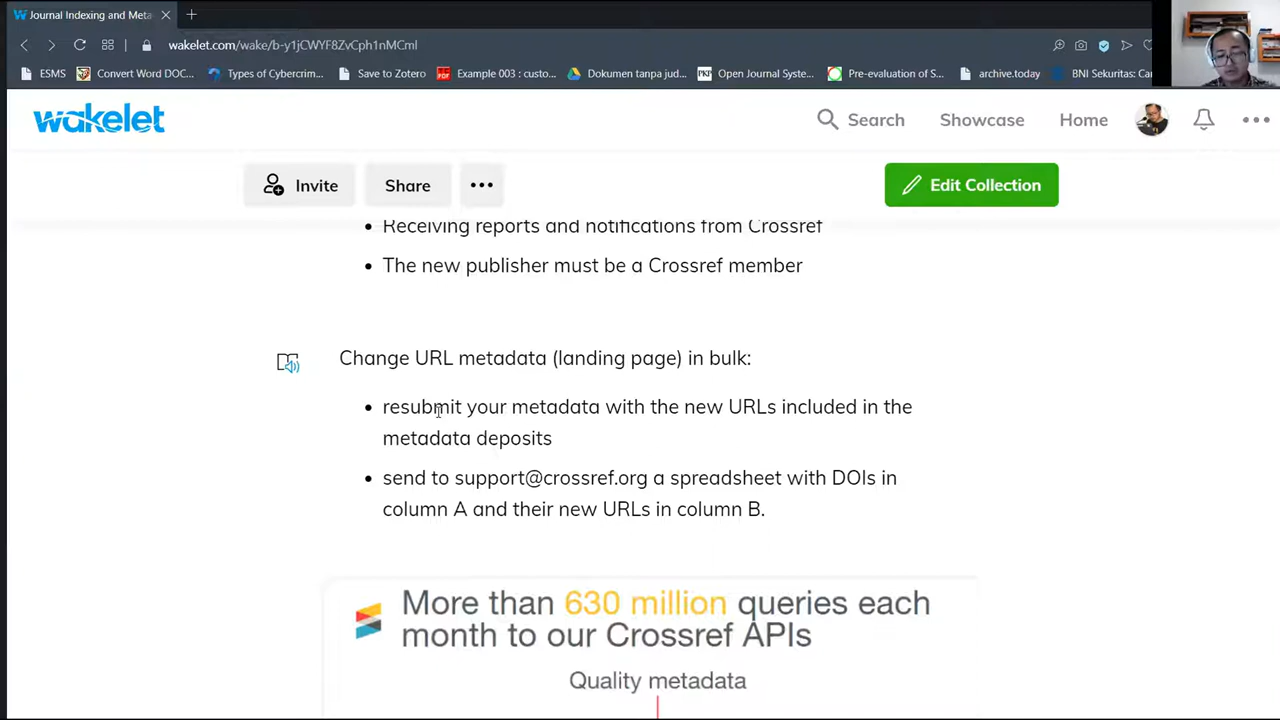 Journal Indexing and Meta
wakelet.com/wake/b-y1jCWYF8ZvCph1nMCml
ESMS
Convert Word DOC...
Types of Cybercrim...
Save to Zotero
PDF
Example 003 : custo...
Dokumen tanpa jud...
PKP
Open Journal Syste...
Pre-evaluation of S...
archive.today
BNI Sekuritas: Car
wakelet
Search
Showcase
Home
Invite
Share
Edit Collection
Receiving reports and notifications from Crossref
The new publisher must be a Crossref member
Change URL metadata (landing page) in bulk:
resubmit your metadata with the new URLs included in the
metadata deposits
send to support@crossref.org a spreadsheet with DOIs in
column A and their new URLs in column B.
More than 630 million queries each
month to our Crossref APIs
Quality metadata